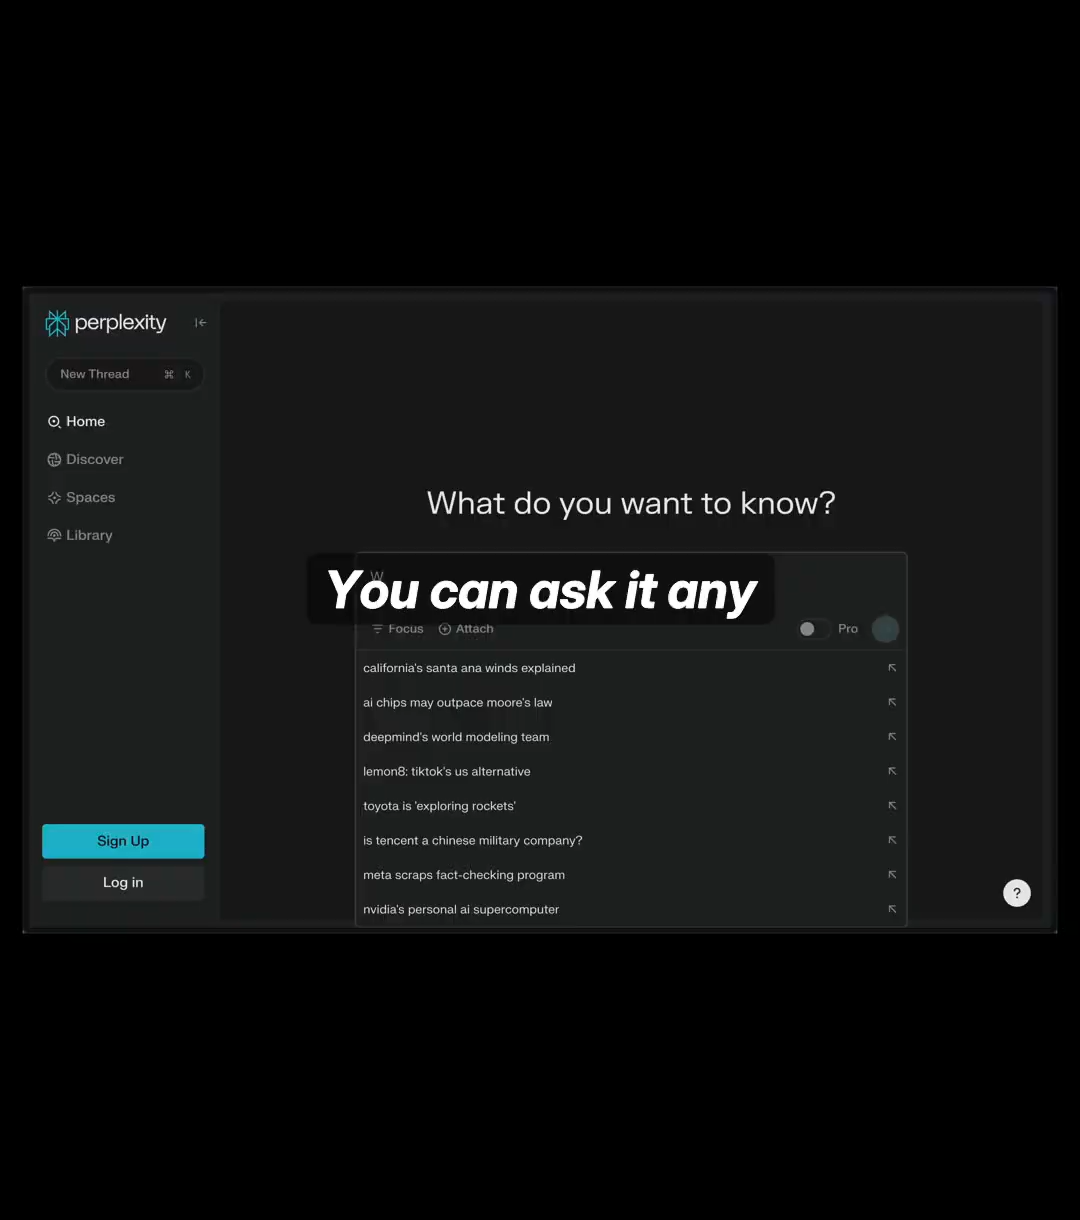 perplexity
New Thread ⌘ K
Home
Discover
Spaces
Library
What do you want to know?
W
You can ask it any
Focus Attach Pro
california's santa ana winds explained
ai chips may outpace moore's law
deepmind's world modeling team
lemon8: tiktok's us alternative
toyota is 'exploring rockets'
is tencent a chinese military company?
meta scraps fact-checking program
nvidia's personal ai supercomputer
Sign Up
Log in
?